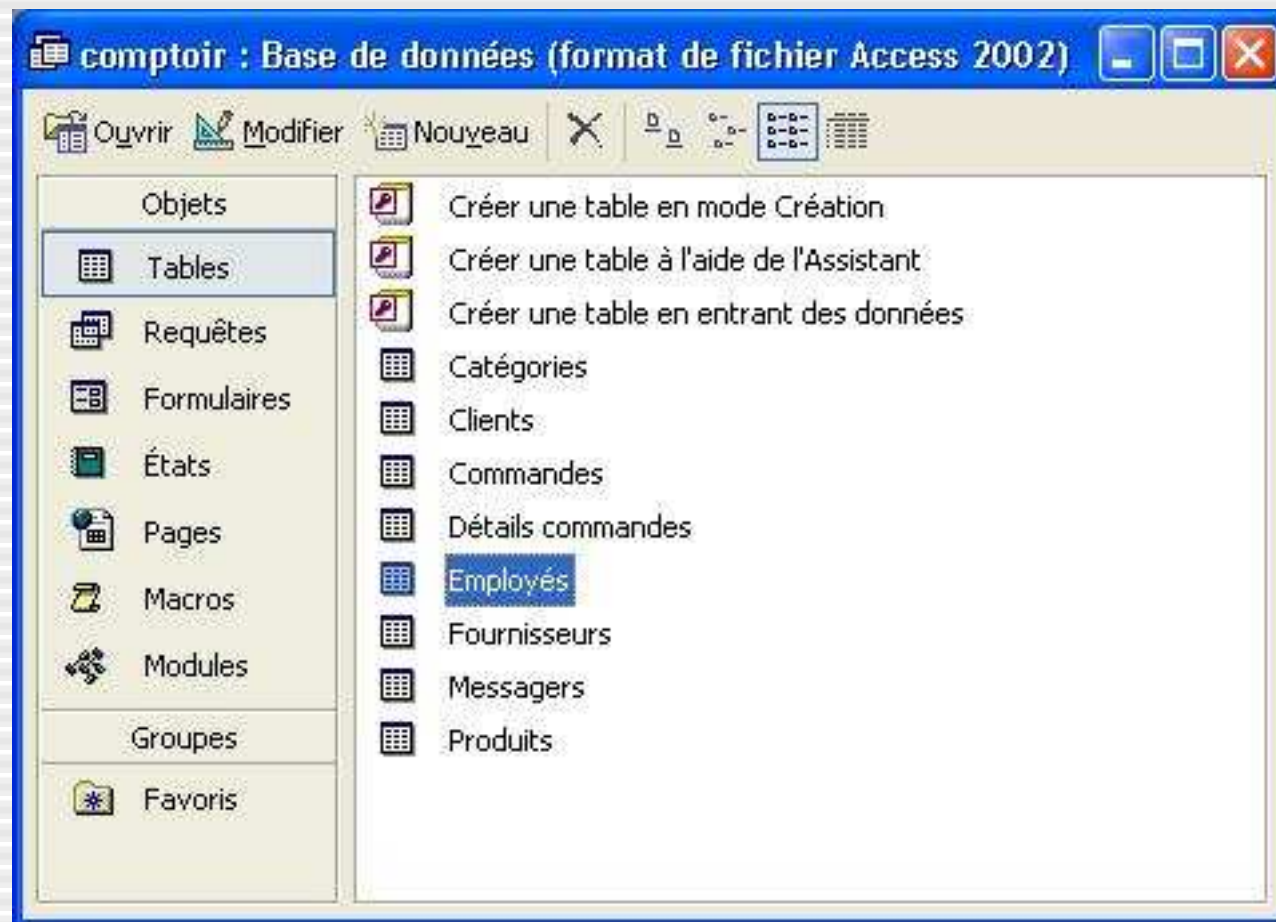 comptoir : Base de données (format de fichier Access 2002)
Ouvrir Modifier Nouveau
Objets
Tables
Requêtes
Formulaires
États
Pages
Macros
Modules
Groupes
Favoris
Créer une table en mode Création
Créer une table à l'aide de l'Assistant
Créer une table en entrant des données
Catégories
Clients
Commandes
Détails commandes
Employés
Fournisseurs
Messagers
Produits